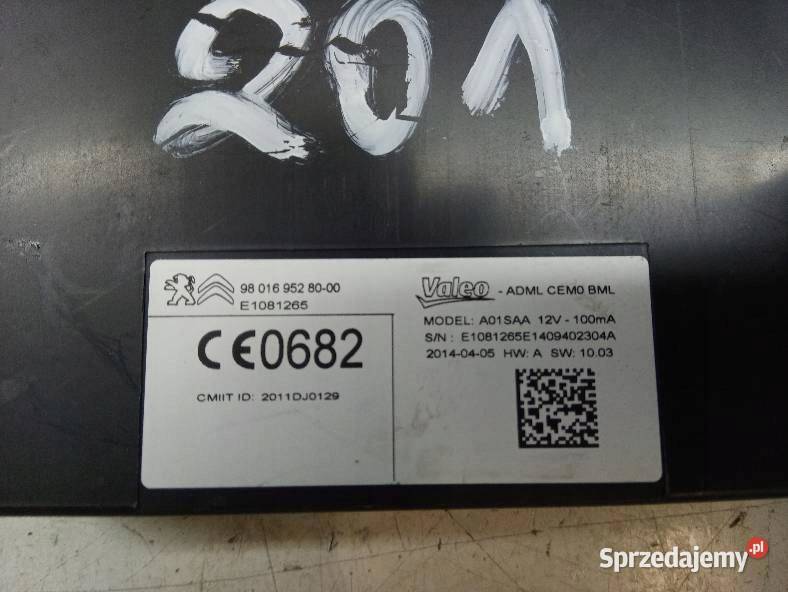 201
98 016 952 80-00
E1081265
CE0682
CMIIT ID: 2011DJ0129
Valeo - ADML CEM0 BML
MODEL: A01SAA 12V - 100mA
S/N : E1081265E1409402304A
2014-04-05 HW: A SW: 10.03
Sprzedajemy.pl